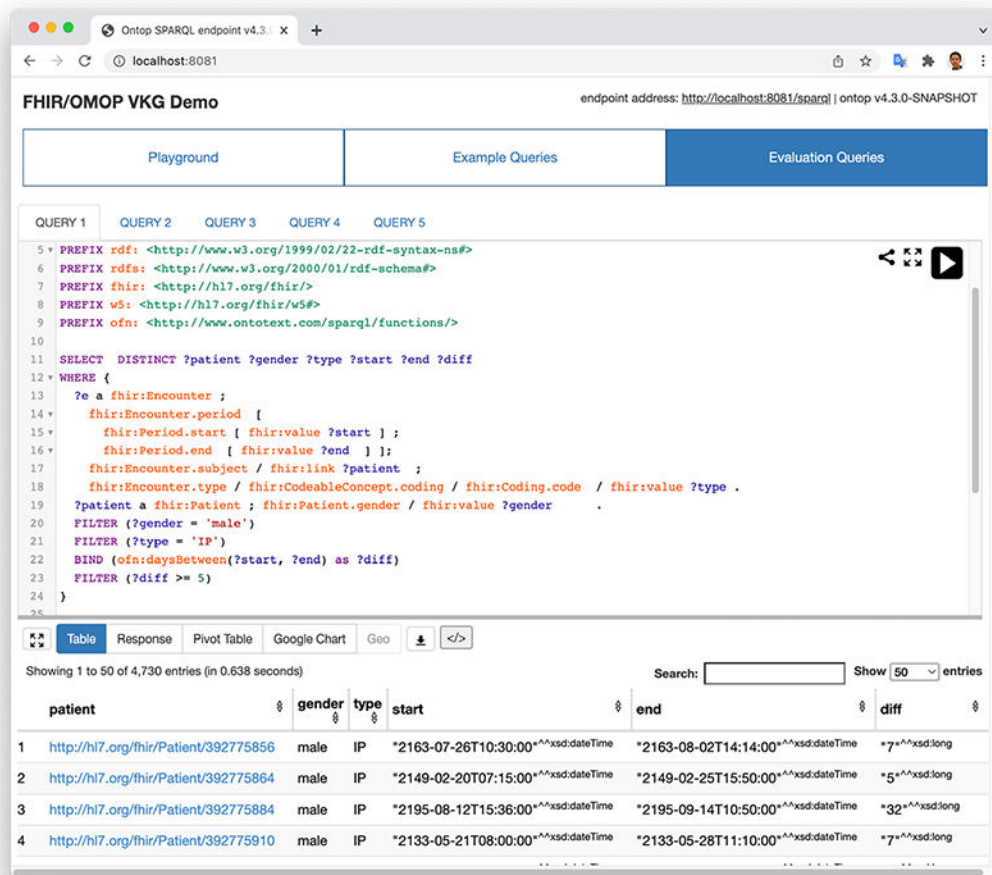 Ontop SPARQL endpoint v4.3.
localhost:8081
FHIR/OMOP VKG Demo
endpoint address: http://localhost:8081/sparql | ontop v4.3.0-SNAPSHOT
Playground Example Queries Evaluation Queries
QUERY 1 QUERY 2 QUERY 3 QUERY 4 QUERY 5
5 PREFIX rdf: <http://www.w3.org/1999/02/22-rdf-syntax-ns#>
6 PREFIX rdfs: <http://www.w3.org/2000/01/rdf-schema#>
7 PREFIX fhir: <http://hl7.org/fhir/>
8 PREFIX w5: <http://hl7.org/fhir/w5#>
9 PREFIX ofn: <http://www.ontotext.com/sparql/functions/>
10
11 SELECT DISTINCT ?patient ?gender ?type ?start ?end ?diff
12 WHERE {
13 ?e a fhir:Encounter ;
14 fhir:Encounter.period [
15 fhir:Period.start [ fhir:value ?start ] ;
16 fhir:Period.end [ fhir:value ?end ] ];
17 fhir:Encounter.subject / fhir:link ?patient ;
18 fhir:Encounter.type / fhir:CodeableConcept.coding / fhir:Coding.code / fhir:value ?type .
19 ?patient a fhir:Patient ; fhir:Patient.gender / fhir:value ?gender .
20 FILTER (?gender = 'male')
21 FILTER (?type = 'IP')
22 BIND (ofn:daysBetween(?start, ?end) as ?diff)
23 FILTER (?diff >= 5)
24 }
25
Table Response Pivot Table Google Chart Geo </>
Showing 1 to 50 of 4,730 entries (in 0.638 seconds) Search: Show 50 entries
patient gender type start end diff
1 http://hl7.org/fhir/Patient/392775856 male IP "2163-07-26T10:30:00"^^xsd:dateTime "2163-08-02T14:14:00"^^xsd:dateTime "7"^^xsd:long
2 http://hl7.org/fhir/Patient/392775864 male IP "2149-02-20T07:15:00"^^xsd:dateTime "2149-02-25T15:50:00"^^xsd:dateTime "5"^^xsd:long
3 http://hl7.org/fhir/Patient/392775884 male IP "2195-08-12T15:36:00"^^xsd:dateTime "2195-09-14T10:50:00"^^xsd:dateTime "32"^^xsd:long
4 http://hl7.org/fhir/Patient/392775910 male IP "2133-05-21T08:00:00"^^xsd:dateTime "2133-05-28T11:10:00"^^xsd:dateTime "7"^^xsd:long